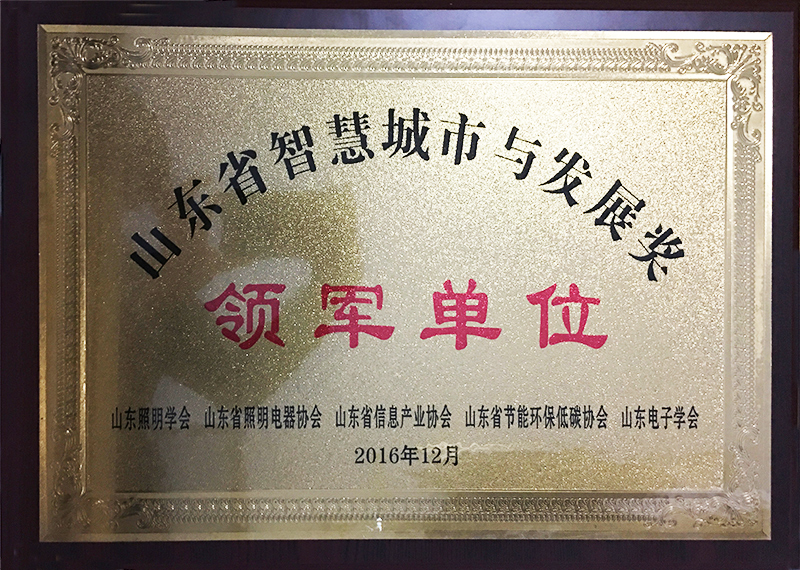 山东省智慧城市与发展奖
领军单位
山东照明学会 山东省照明电器协会 山东省信息产业协会 山东省节能环保低碳协会 山东电子学会
2016年12月